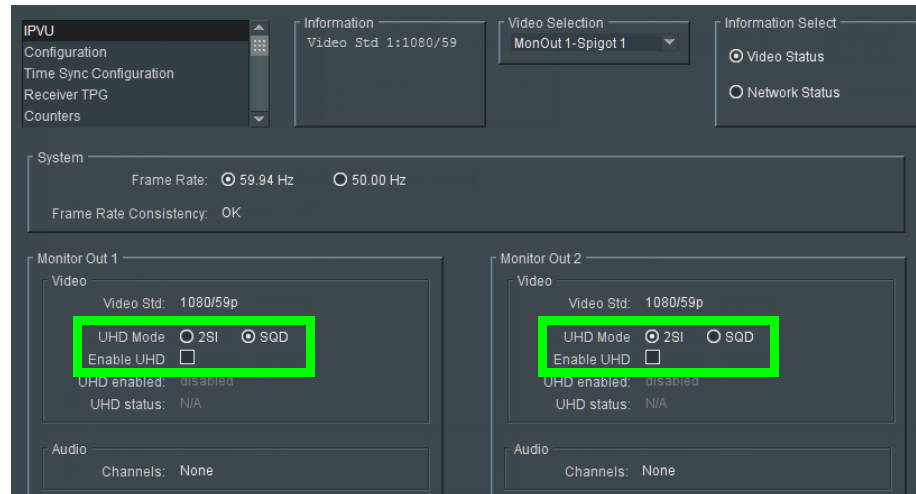 IPVU
Configuration
Time Sync Configuration
Receiver TPG
Counters
Information
Video Std 1:1080/59
Video Selection
MonOut 1-Spigot 1
Information Select
Video Status
Network Status
System
Frame Rate: 59.94 Hz 50.00 Hz
Frame Rate Consistency: OK
Monitor Out 1
Video
Video Std: 1080/59p
UHD Mode 2SI SQD
Enable UHD
UHD enabled: disabled
UHD status: N/A
Audio
Channels: None
Monitor Out 2
Video
Video Std: 1080/59p
UHD Mode 2SI SQD
Enable UHD
UHD enabled: disabled
UHD status: N/A
Audio
Channels: None